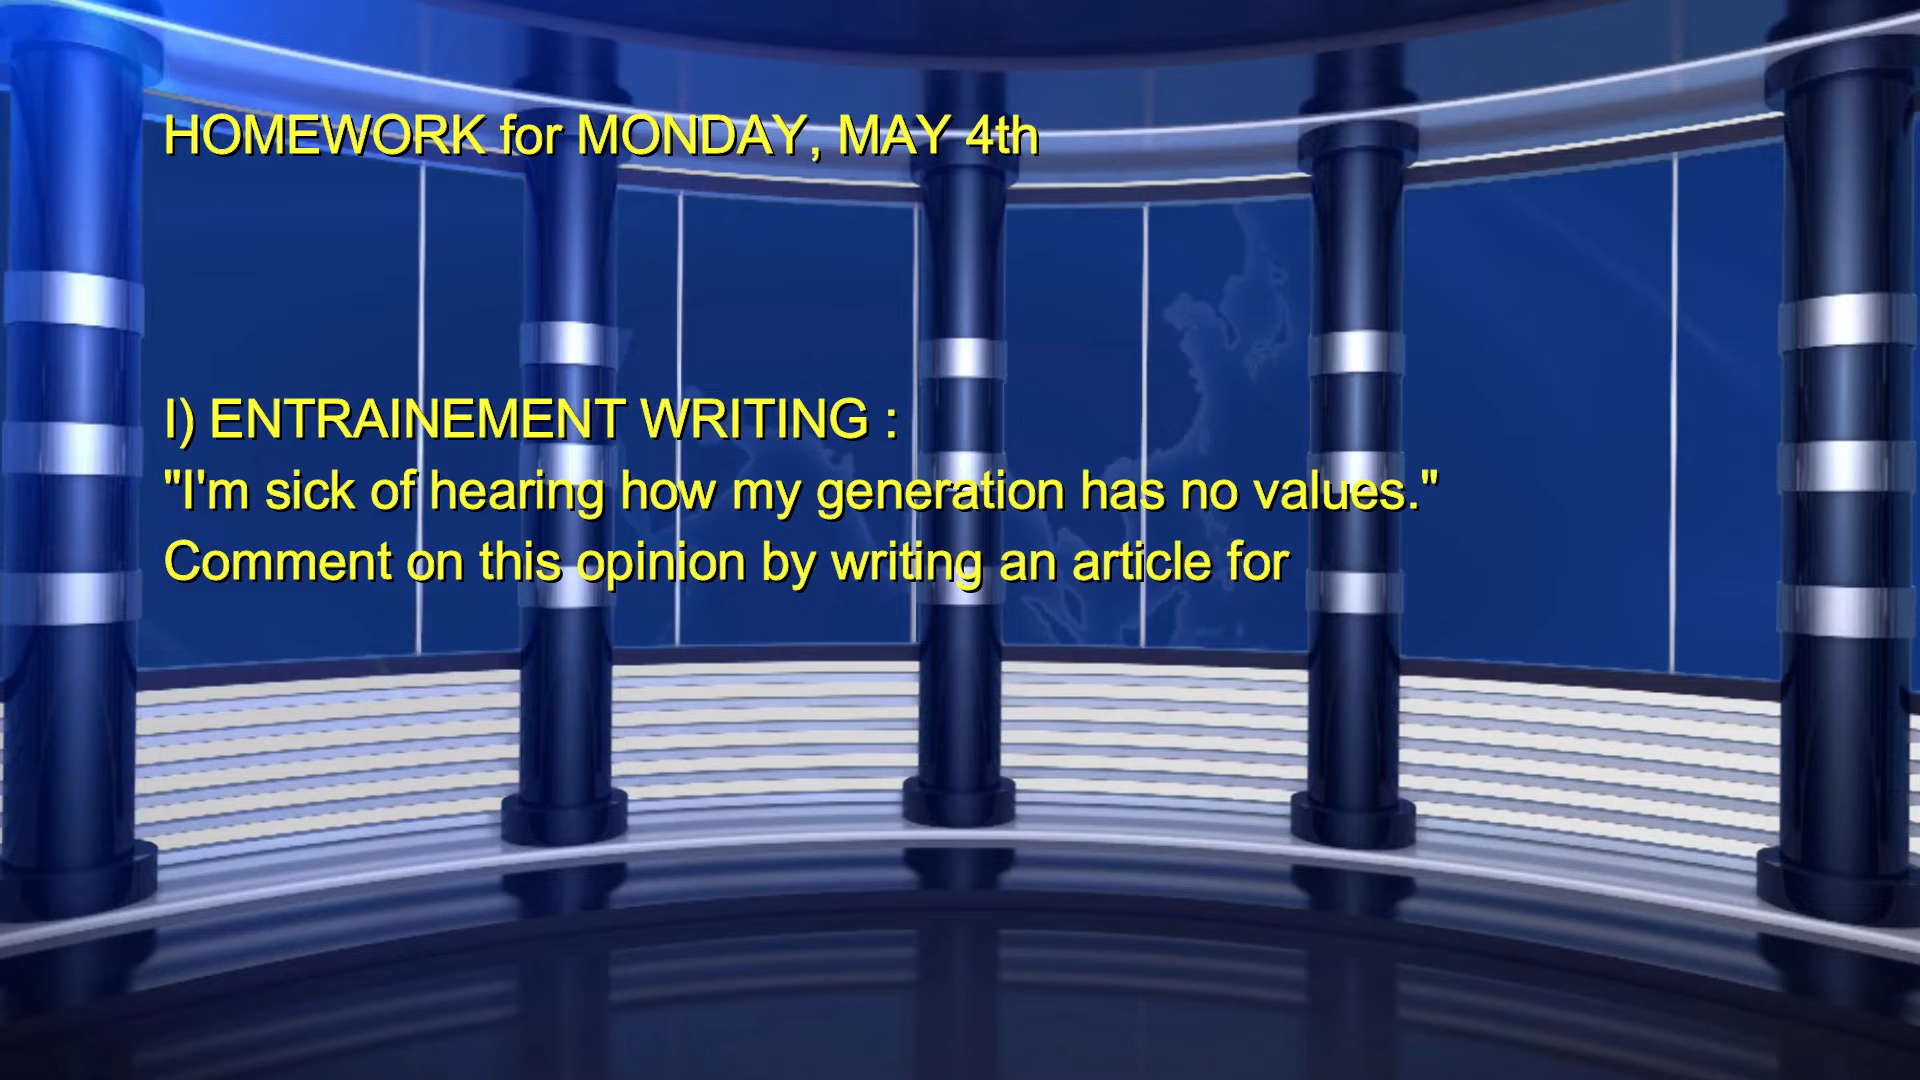 HOMEWORK for MONDAY, MAY 4th
I) ENTRAINEMENT WRITING :
"I'm sick of hearing how my generation has no values."
Comment on this opinion by writing an article for